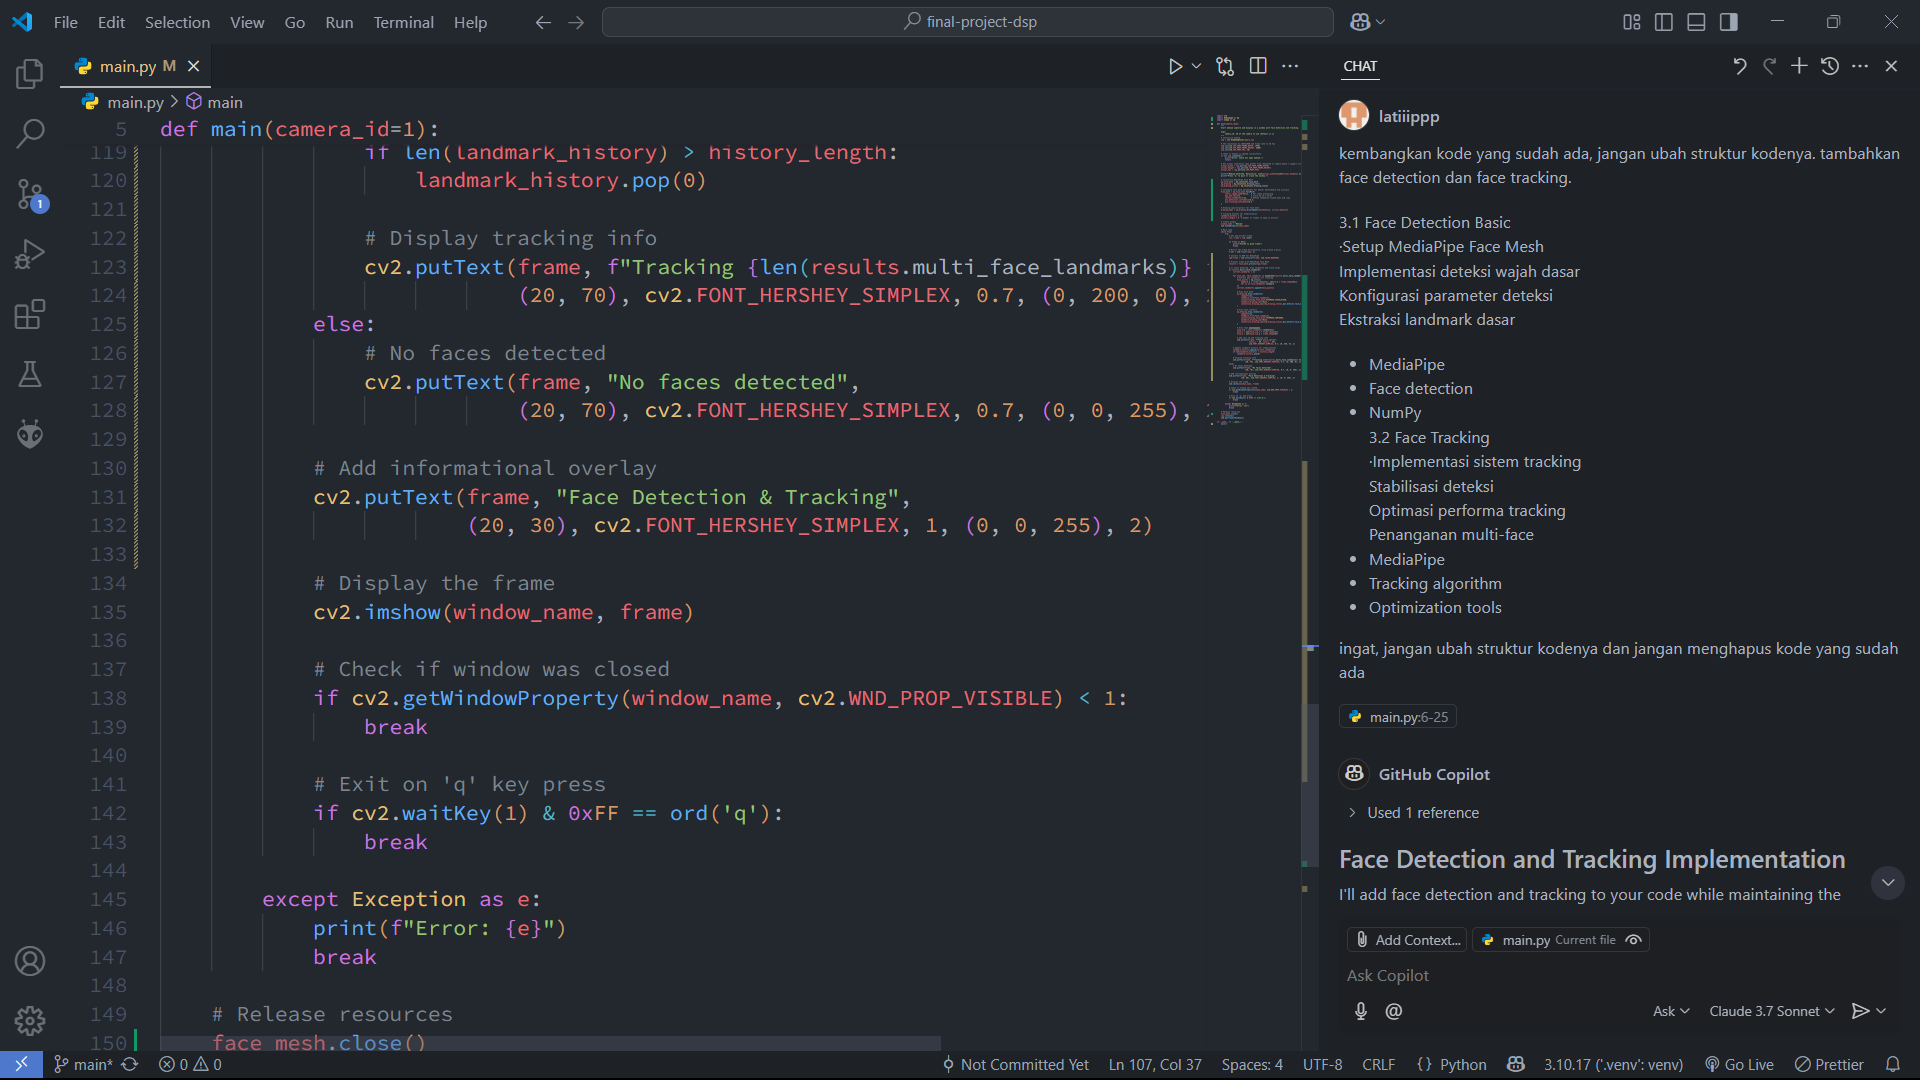 File Edit Selection View Go Run Terminal Help
final-project-dsp
main.py M
main.py > main
5 def main(camera_id=1):
119 if len(landmark_history) > history_length:
120 landmark_history.pop(0)
121
122 # Display tracking info
123 cv2.putText(frame, f"Tracking {len(results.multi_face_landmarks)}
124 (20, 70), cv2.FONT_HERSHEY_SIMPLEX, 0.7, (0, 200, 0),
125 else:
126 # No faces detected
127 cv2.putText(frame, "No faces detected",
128 (20, 70), cv2.FONT_HERSHEY_SIMPLEX, 0.7, (0, 0, 255),
129
130 # Add informational overlay
131 cv2.putText(frame, "Face Detection & Tracking",
132 (20, 30), cv2.FONT_HERSHEY_SIMPLEX, 1, (0, 0, 255), 2)
133
134 # Display the frame
135 cv2.imshow(window_name, frame)
136
137 # Check if window was closed
138 if cv2.getWindowProperty(window_name, cv2.WND_PROP_VISIBLE) < 1:
139 break
140
141 # Exit on 'q' key press
142 if cv2.waitKey(1) & 0xFF == ord('q'):
143 break
144
145 except Exception as e:
146 print(f"Error: {e}")
147 break
148
149 # Release resources
150 face_mesh.close()
CHAT
latiiippp
kembangkan kode yang sudah ada, jangan ubah struktur kodenya. tambahkan
face detection dan face tracking.
3.1 Face Detection Basic
·Setup MediaPipe Face Mesh
Implementasi deteksi wajah dasar
Konfigurasi parameter deteksi
Ekstraksi landmark dasar
• MediaPipe
• Face detection
• NumPy
3.2 Face Tracking
·Implementasi sistem tracking
Stabilisasi deteksi
Optimasi performa tracking
Penanganan multi-face
• MediaPipe
• Tracking algorithm
• Optimization tools
ingat, jangan ubah struktur kodenya dan jangan menghapus kode yang sudah
ada
main.py:6-25
GitHub Copilot
Used 1 reference
Face Detection and Tracking Implementation
I'll add face detection and tracking to your code while maintaining the
Add Context... main.py Current file
Ask Copilot
@ Ask Claude 3.7 Sonnet
1
main* 0 0 Not Committed Yet Ln 107, Col 37 Spaces: 4 UTF-8 CRLF {} Python 3.10.17 ('.venv': venv) Go Live Prettier